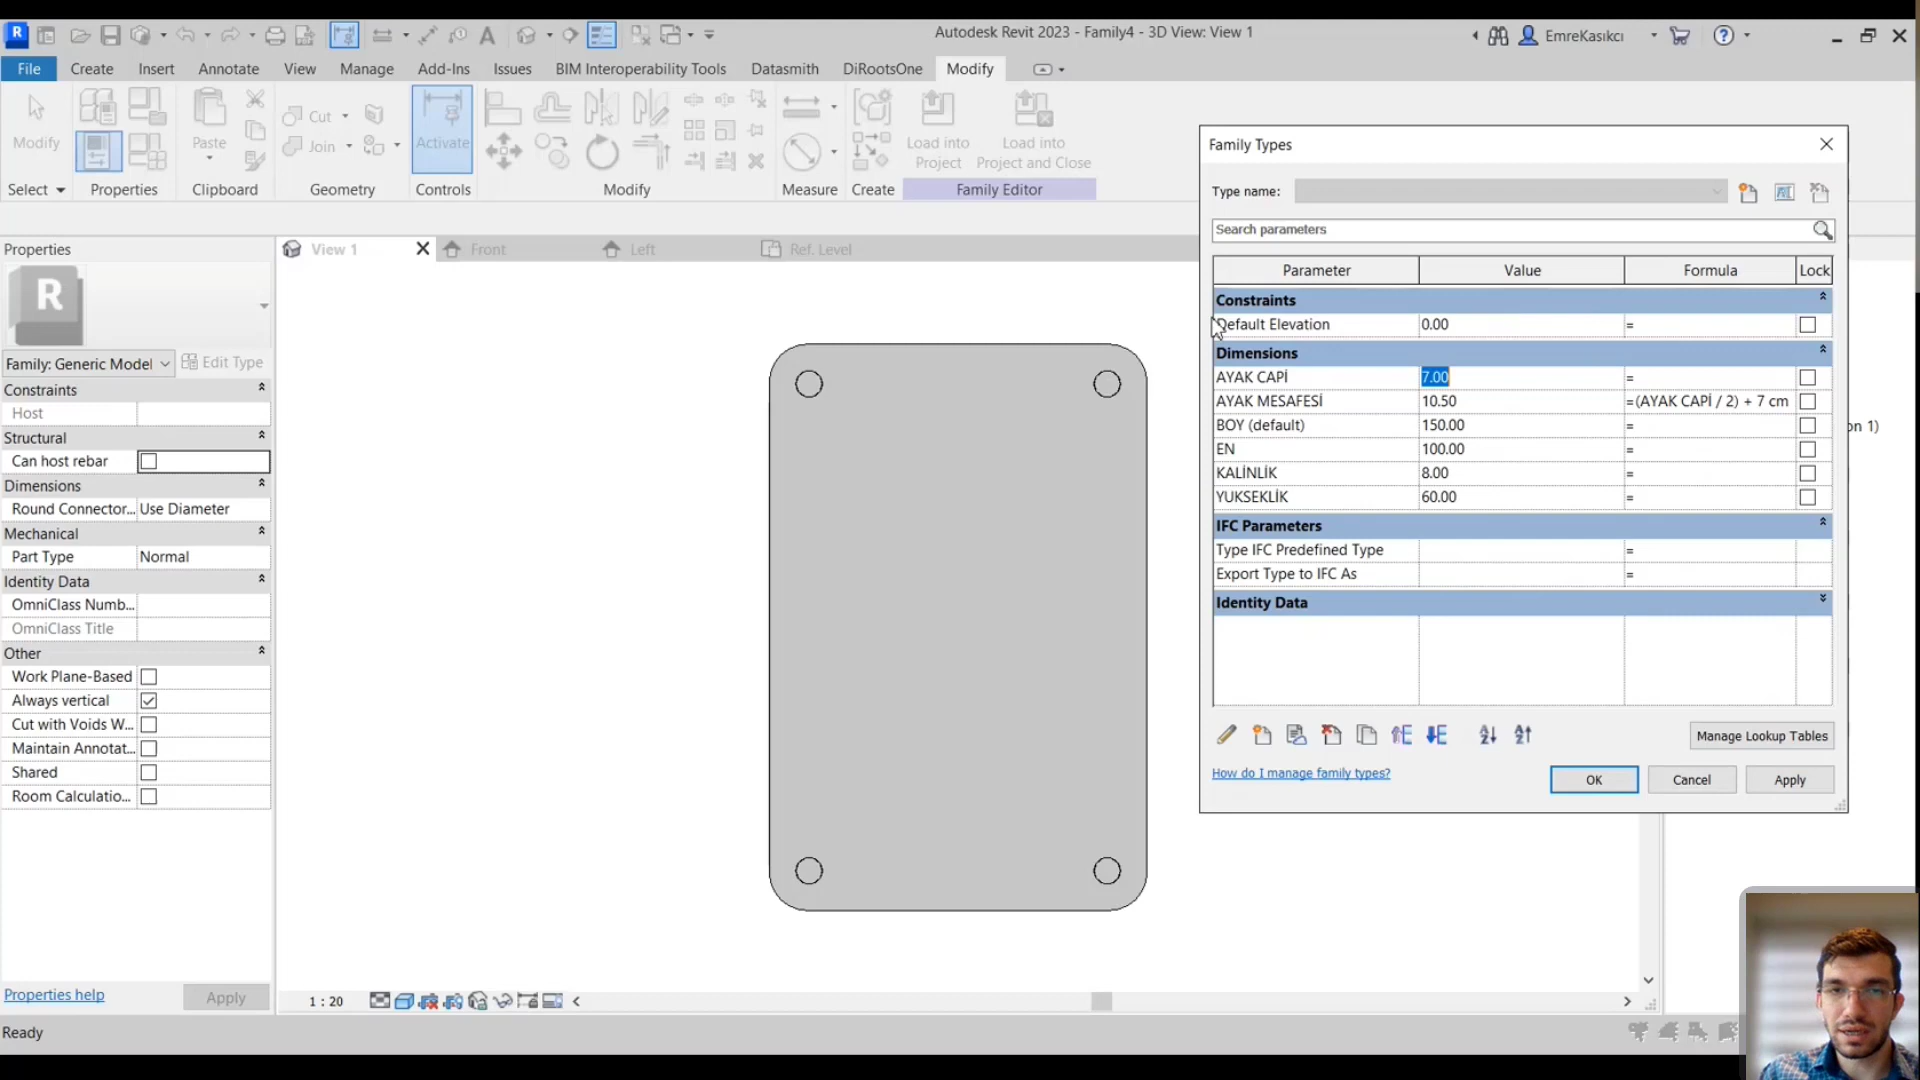 Autodesk Revit 2023 - Family4 - 3D View: View 1
EmreKasıkcı
File Create Insert Annotate View Manage Add-Ins Issues BIM Interoperability Tools Datasmith DiRootsOne Modify
Modify
Paste
Cut
Join
Activate
Load into Project
Load into Project and Close
Select Properties Clipboard Geometry Controls Modify Measure Create Family Editor
Properties
R
Family: Generic Model Edit Type
Constraints
Host
Structural
Can host rebar
Dimensions
Round Connector... Use Diameter
Mechanical
Part Type Normal
Identity Data
OmniClass Numb...
OmniClass Title
Other
Work Plane-Based
Always vertical
Cut with Voids W...
Maintain Annotat...
Shared
Room Calculatio...
Properties help Apply
Ready
View 1 Front Left Ref. Level
1 : 20
on 1)
Family Types
Type name:
Search parameters
Parameter Value Formula Lock
Constraints
Default Elevation 0.00 =
Dimensions
AYAK CAPİ 7.00 =
AYAK MESAFESİ 10.50 =(AYAK CAPİ / 2) + 7 cm
BOY (default) 150.00 =
EN 100.00 =
KALİNLİK 8.00 =
YUKSEKLİK 60.00 =
IFC Parameters
Type IFC Predefined Type =
Export Type to IFC As =
Identity Data
Manage Lookup Tables
How do I manage family types?
OK Cancel Apply